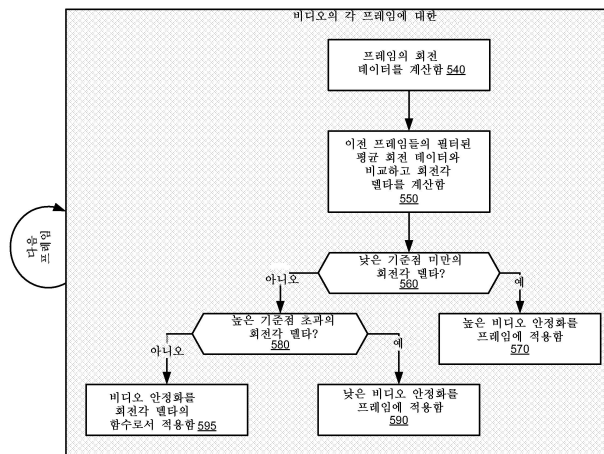 비디오의 각 프레임에 대한
프레임의 회전
데이터를 계산함 540
이전 프레임들의 필터된
평균 회전 데이터와
비교하고 회전각
델타를 계산함
550
다음
프레임
낮은 기준점 미만의
회전각 델타?
560
아니오
예
높은 기준점 초과의
회전각 델타?
580
높은 비디오 안정화를
프레임에 적용함
570
아니오
예
비디오 안정화를
회전각 델타의
함수로서 적용함 595
낮은 비디오 안정화를
프레임에 적용함
590